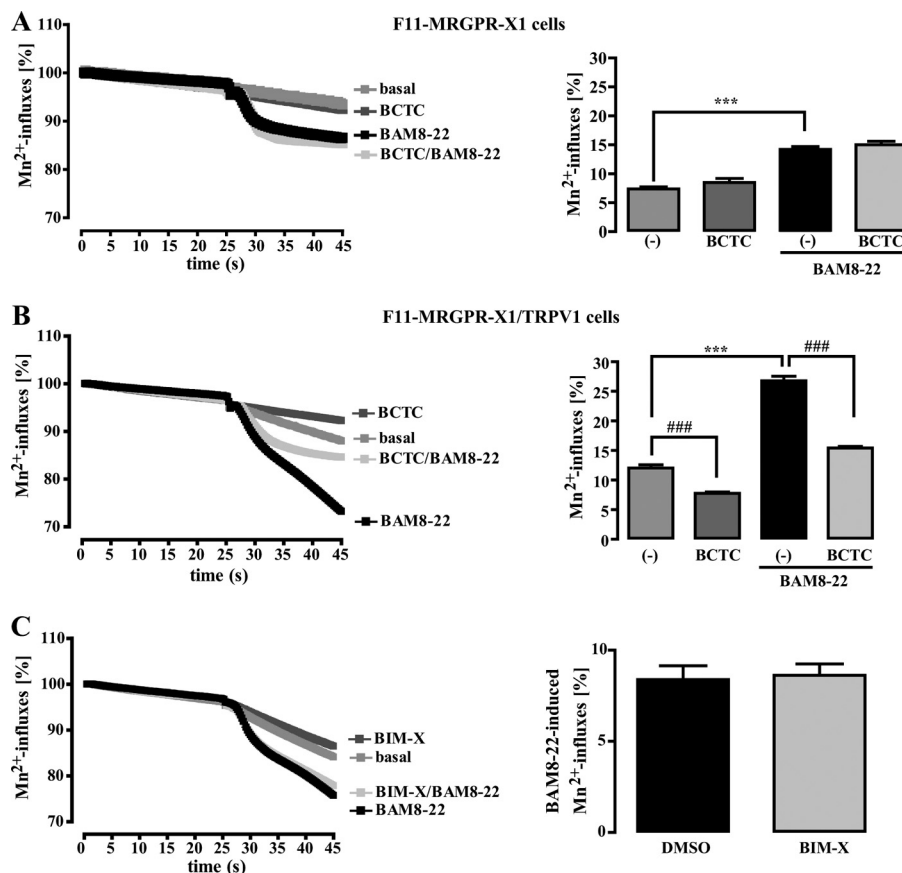 A
F11-MRGPR-X1 cells
Mn2+-influxes [%]
110
100
90
80
70
0 5 10 15 20 25 30 35 40 45
time (s)
basal
BCTC
BAM8-22
BCTC/BAM8-22
Mn2+-influxes [%]
30
25
20
15
10
5
0
***
(-) BCTC (-) BCTC
BAM8-22
B
F11-MRGPR-X1/TRPV1 cells
Mn2+-influxes [%]
110
100
90
80
70
0 5 10 15 20 25 30 35 40 45
time (s)
BCTC
basal
BCTC/BAM8-22
BAM8-22
Mn2+-influxes [%]
30
25
20
15
10
5
0
*** ###
###
(-) BCTC (-) BCTC
BAM8-22
C
Mn2+-influxes [%]
110
100
90
80
70
0 5 10 15 20 25 30 35 40 45
time (s)
BIM-X
basal
BIM-X/BAM8-22
BAM8-22
BAM8-22-induced
Mn2+-influxes [%]
10
5
0
DMSO BIM-X